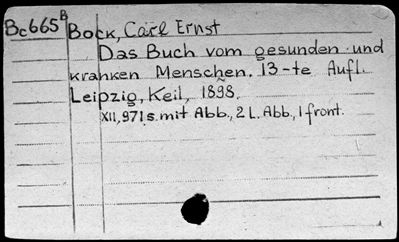 Bc665ᴮ Bock, Carl Ernst
Das Buch vom gesunden und
kranken Menschen. 13-te Aufl.
Leipzig, Keil, 1898.
XII, 971 s. mit Abb., 2 L. Abb., 1 front.